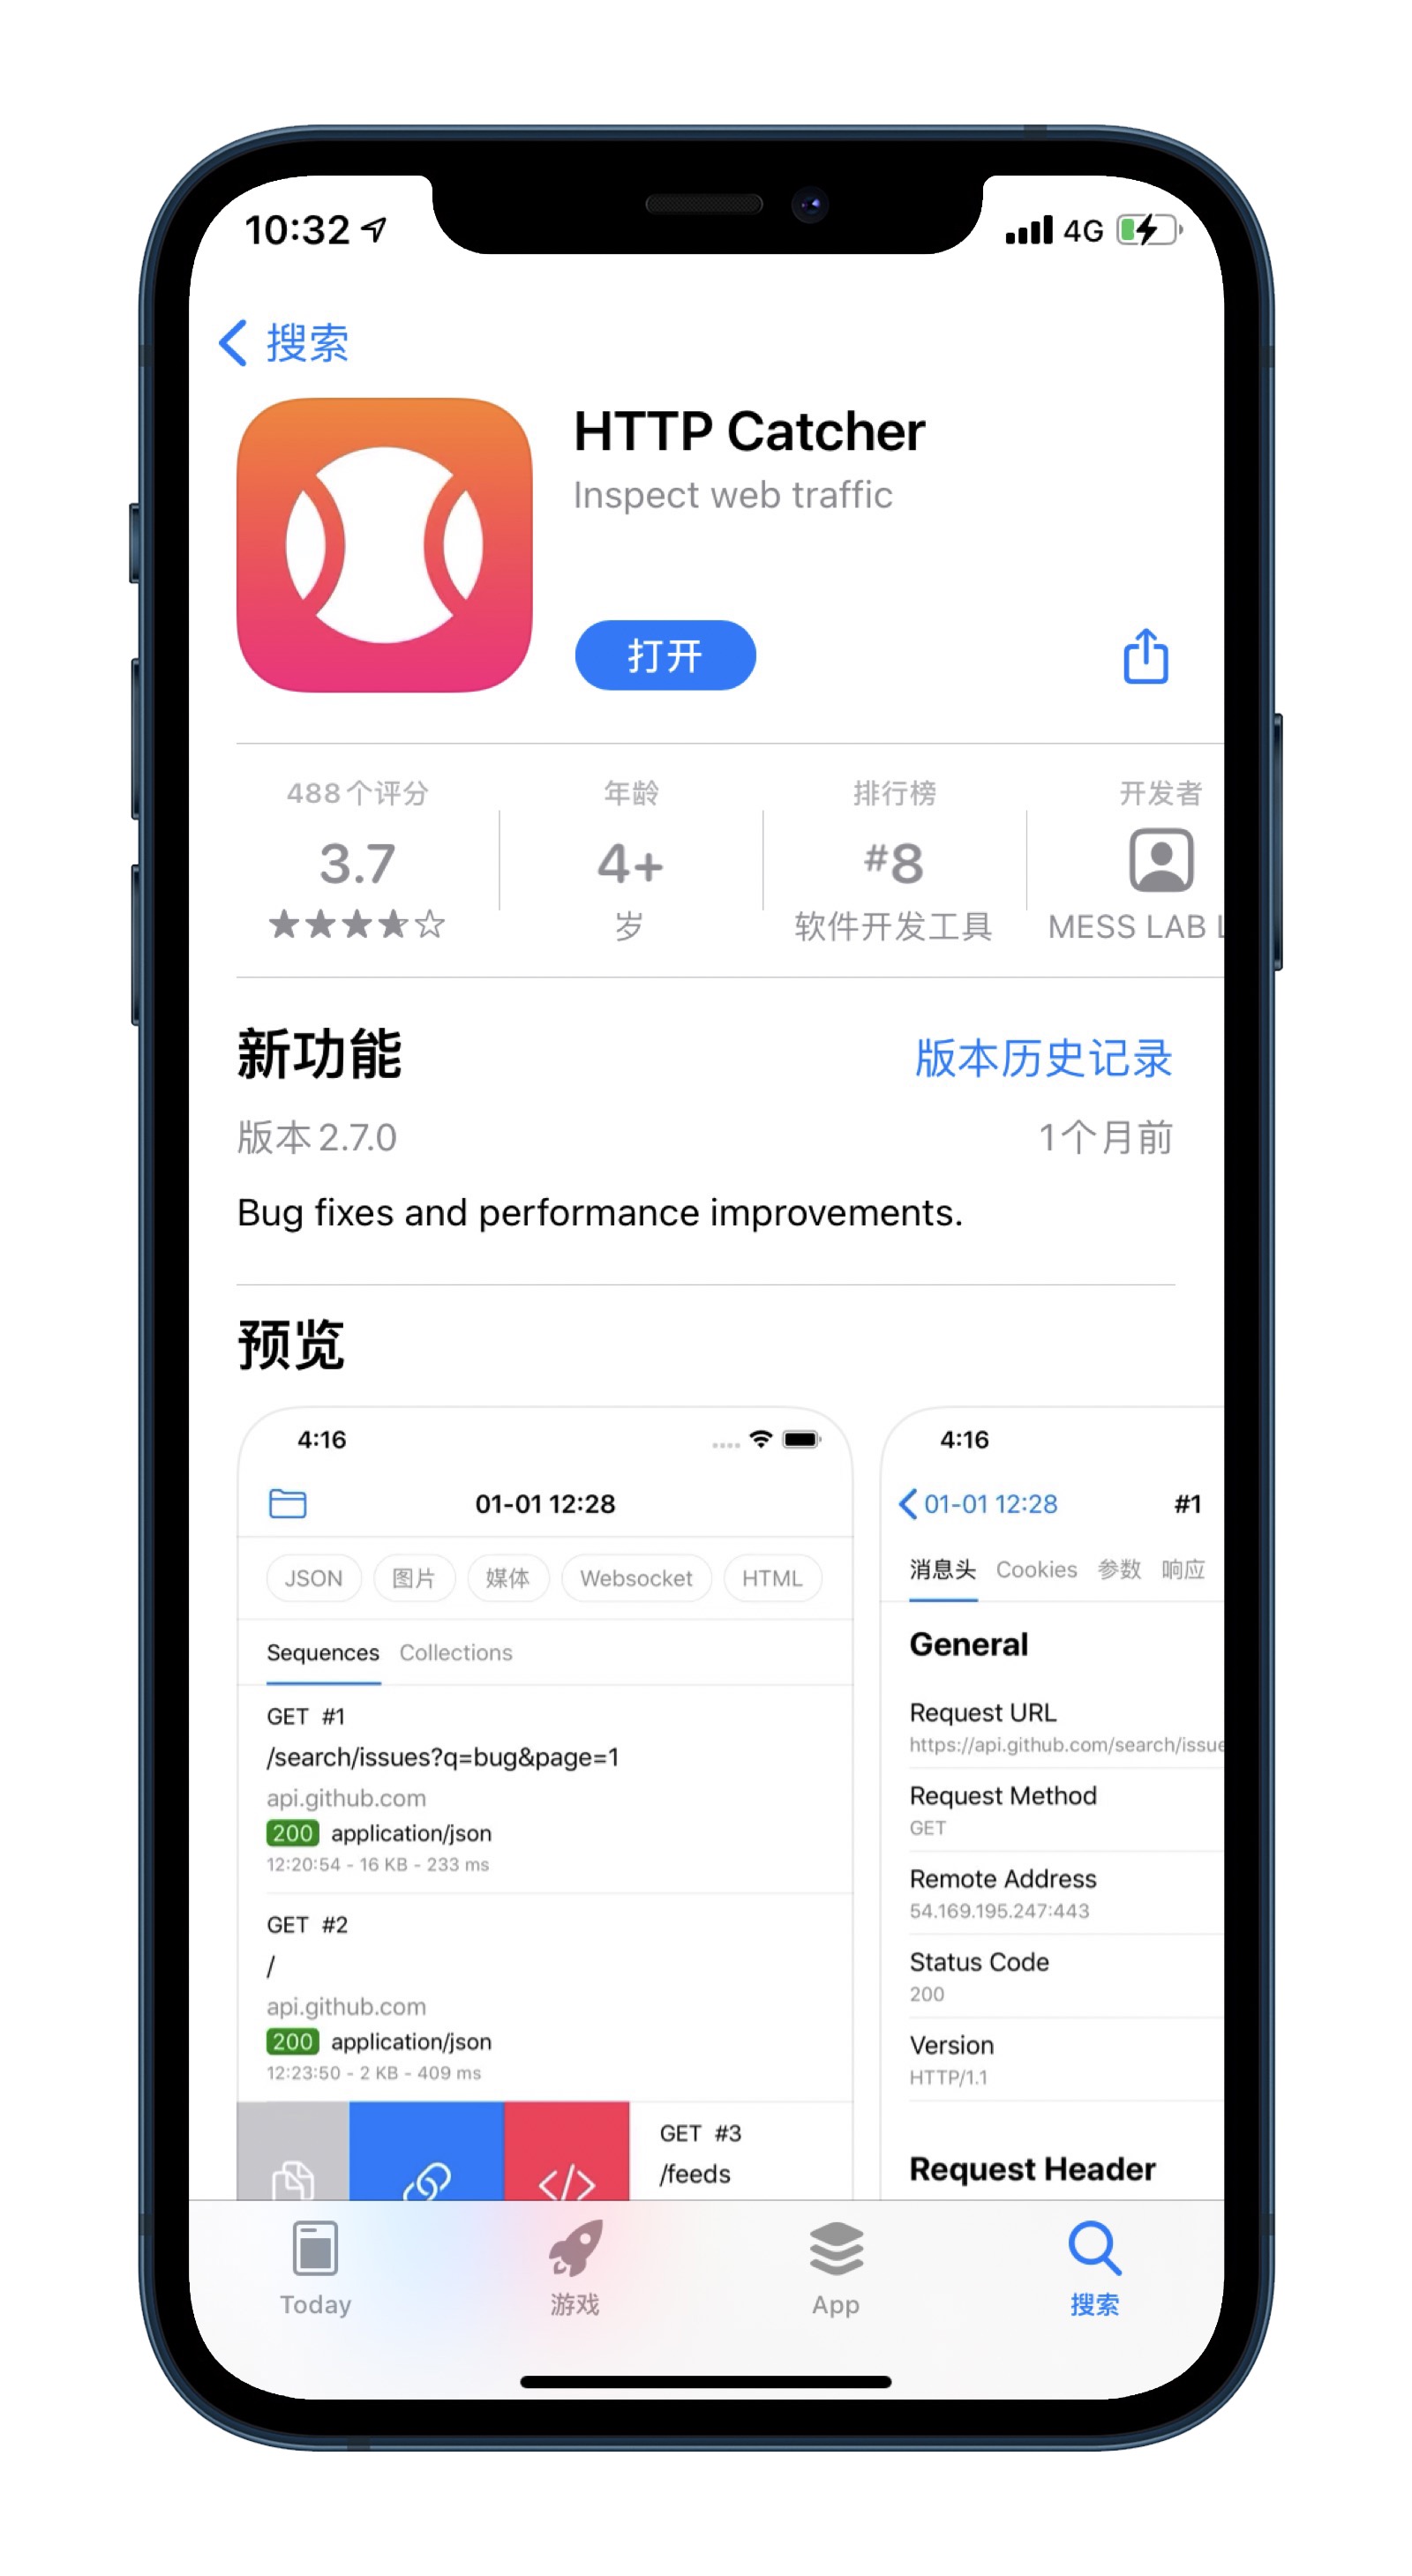 10:32
4G
搜索
HTTP Catcher
Inspect web traffic
打开
488个评分 年龄 排行榜 开发者
3.7 4+ #8
岁 软件开发工具 MESS LAB L
新功能 版本历史记录
版本 2.7.0 1个月前
Bug fixes and performance improvements.
预览
4:16
01-01 12:28
JSON 图片 媒体 Websocket HTML
Sequences Collections
GET #1
/search/issues?q=bug&page=1
api.github.com
200 application/json
12:20:54 - 16 KB - 233 ms
GET #2
/
api.github.com
200 application/json
12:23:50 - 2 KB - 409 ms
GET #3
/feeds
4:16
01-01 12:28 #1
消息头 Cookies 参数 响应
General
Request URL
https://api.github.com/search/issue
Request Method
GET
Remote Address
54.169.195.247:443
Status Code
200
Version
HTTP/1.1
Request Header
Today 游戏 App 搜索